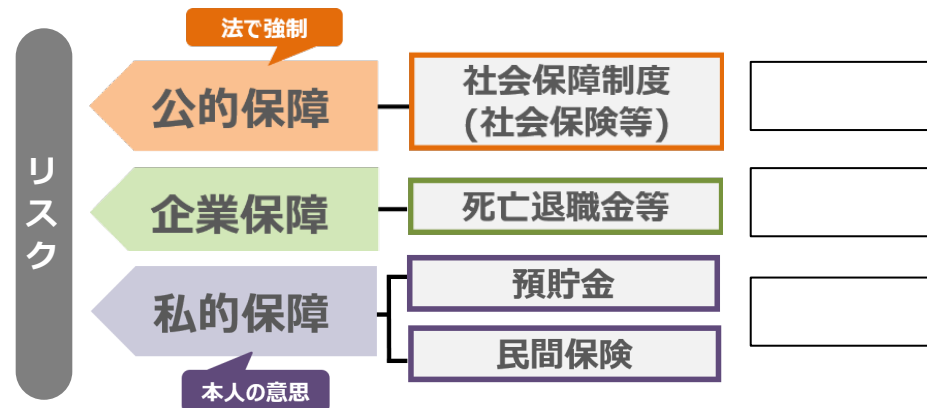 リスク
法で強制
公的保障
社会保障制度
(社会保険等)
企業保障
死亡退職金等
私的保障
預貯金
民間保険
本人の意思